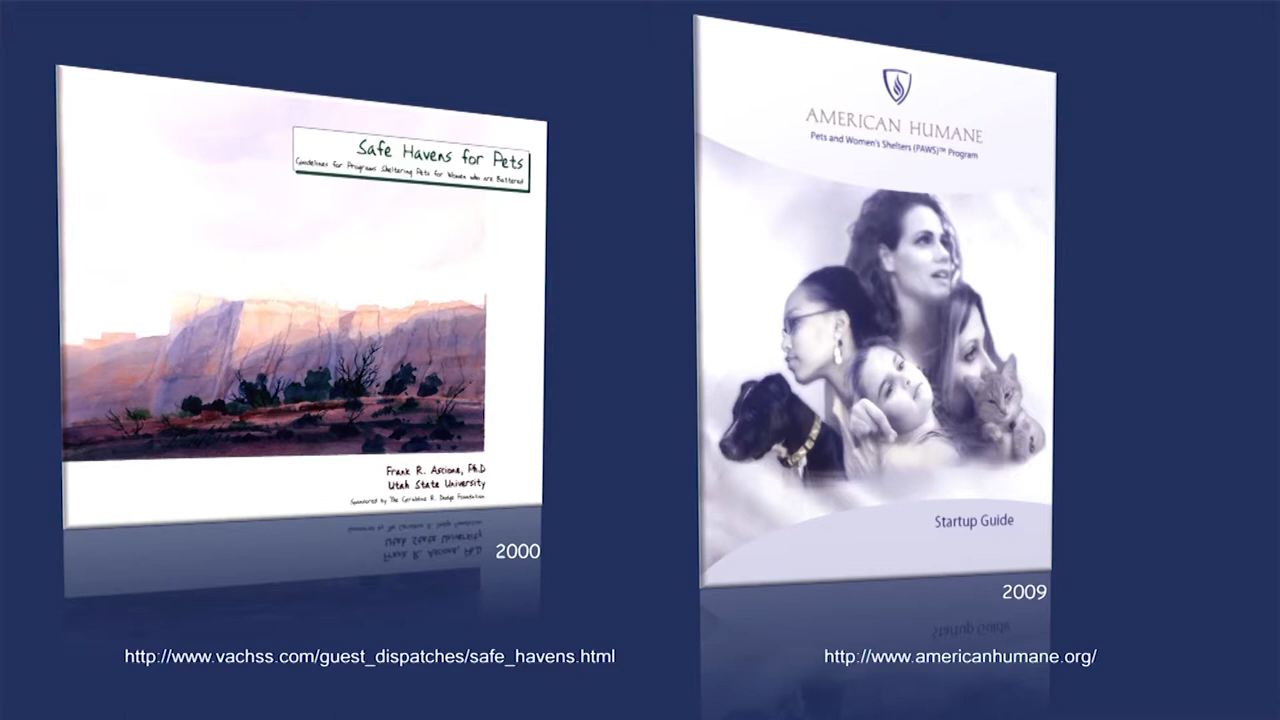 Safe Havens for Pets
Guidelines for Programs Sheltering Pets for Women who are Battered
Frank R. Ascione, Ph.D
Utah State University
Sponsored by The Geraldine R. Dodge Foundation
2000
http://www.vachss.com/guest_dispatches/safe_havens.html
AMERICAN HUMANE
Pets and Women's Shelters (PAWS)™ Program
Startup Guide
2009
http://www.americanhumane.org/